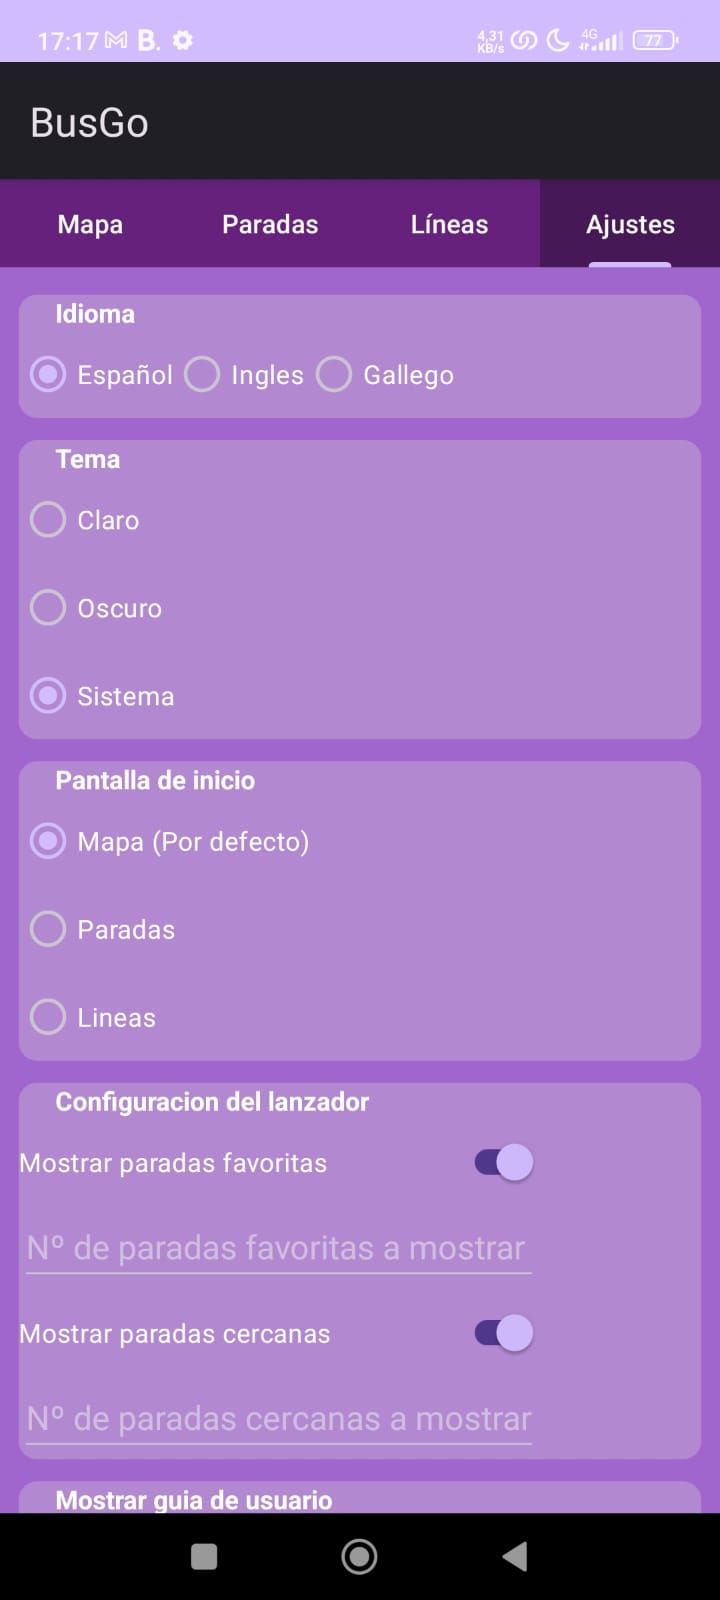 17:17 B. 4,31 KB/s 4G 77
BusGo
Mapa Paradas Líneas Ajustes
Idioma
Español Ingles Gallego
Tema
Claro
Oscuro
Sistema
Pantalla de inicio
Mapa (Por defecto)
Paradas
Lineas
Configuracion del lanzador
Mostrar paradas favoritas
Nº de paradas favoritas a mostrar
Mostrar paradas cercanas
Nº de paradas cercanas a mostrar
Mostrar guia de usuario